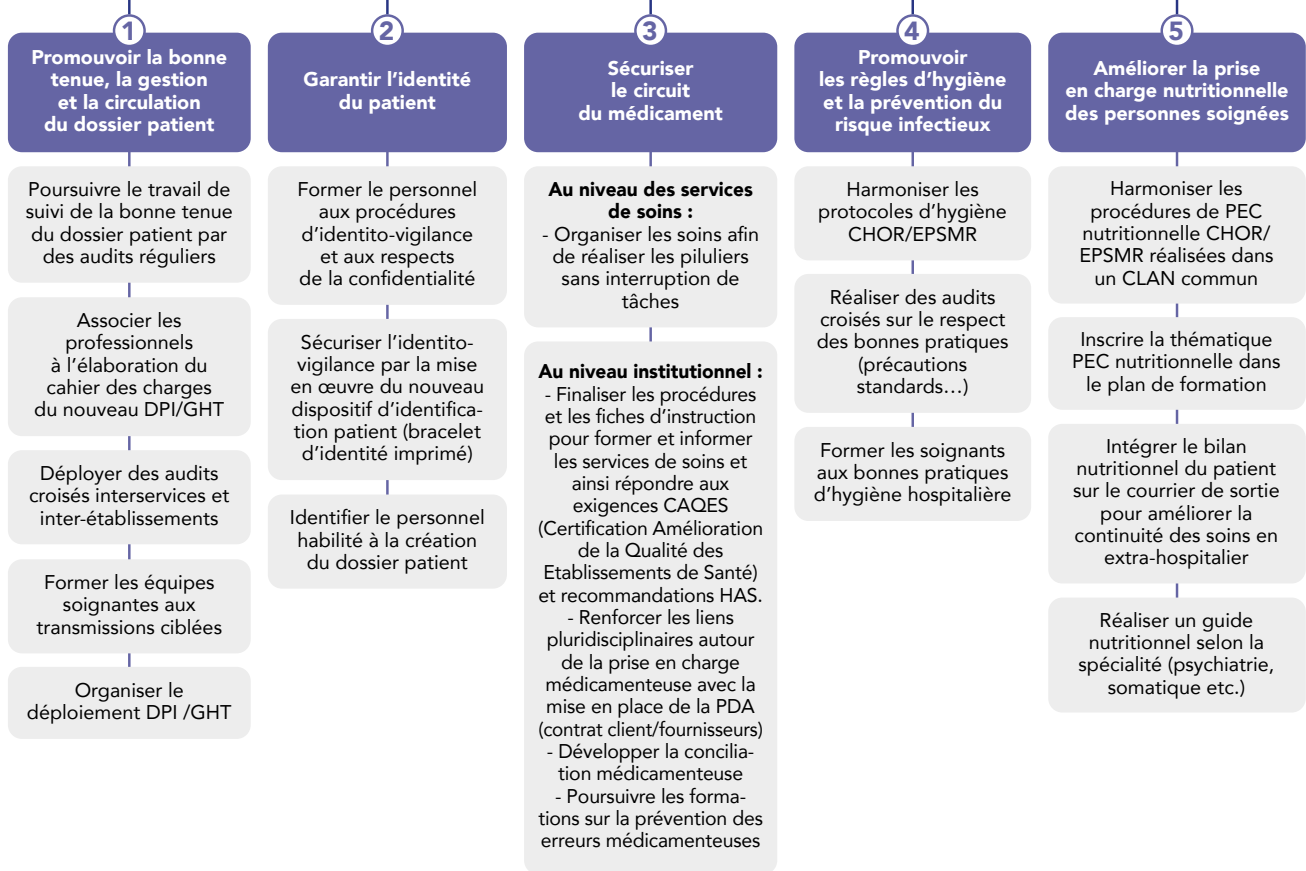 1
Promouvoir la bonne
tenue, la gestion
et la circulation
du dossier patient
Poursuivre le travail de
suivi de la bonne tenue
du dossier patient par
des audits réguliers
Associer les
professionnels
à l'élaboration du
cahier des charges
du nouveau DPI/GHT
Déployer des audits
croisés interservices et
inter-établissements
Former les équipes
soignantes aux
transmissions ciblées
Organiser le
déploiement DPI /GHT
2
Garantir l'identité
du patient
Former le personnel
aux procédures
d'identito-vigilance
et aux respects
de la confidentialité
Sécuriser l'identito-
vigilance par la mise
en œuvre du nouveau
dispositif d'identifica-
tion patient (bracelet
d'identité imprimé)
Identifier le personnel
habilité à la création
du dossier patient
3
Sécuriser
le circuit
du médicament
Au niveau des services
de soins :
- Organiser les soins afin
de réaliser les piluliers
sans interruption de
tâches
Au niveau institutionnel :
- Finaliser les procédures
et les fiches d'instruction
pour former et informer
les services de soins et
ainsi répondre aux
exigences CAQES
(Certification Amélioration
de la Qualité des
Etablissements de Santé)
et recommandations HAS.
- Renforcer les liens
pluridisciplinaires autour
de la prise en charge
médicamenteuse avec la
mise en place de la PDA
(contrat client/fournisseurs)
- Développer la concilia-
tion médicamenteuse
- Poursuivre les forma-
tions sur la prévention des
erreurs médicamenteuses
4
Promouvoir
les règles d'hygiène
et la prévention du
risque infectieux
Harmoniser les
protocoles d'hygiène
CHOR/EPSMR
Réaliser des audits
croisés sur le respect
des bonnes pratiques
(précautions
standards…)
Former les soignants
aux bonnes pratiques
d'hygiène hospitalière
5
Améliorer la prise
en charge nutritionnelle
des personnes soignées
Harmoniser les
procédures de PEC
nutritionnelle CHOR/
EPSMR réalisées dans
un CLAN commun
Inscrire la thématique
PEC nutritionnelle dans
le plan de formation
Intégrer le bilan
nutritionnel du patient
sur le courrier de sortie
pour améliorer la
continuité des soins en
extra-hospitalier
Réaliser un guide
nutritionnel selon la
spécialité (psychiatrie,
somatique etc.)